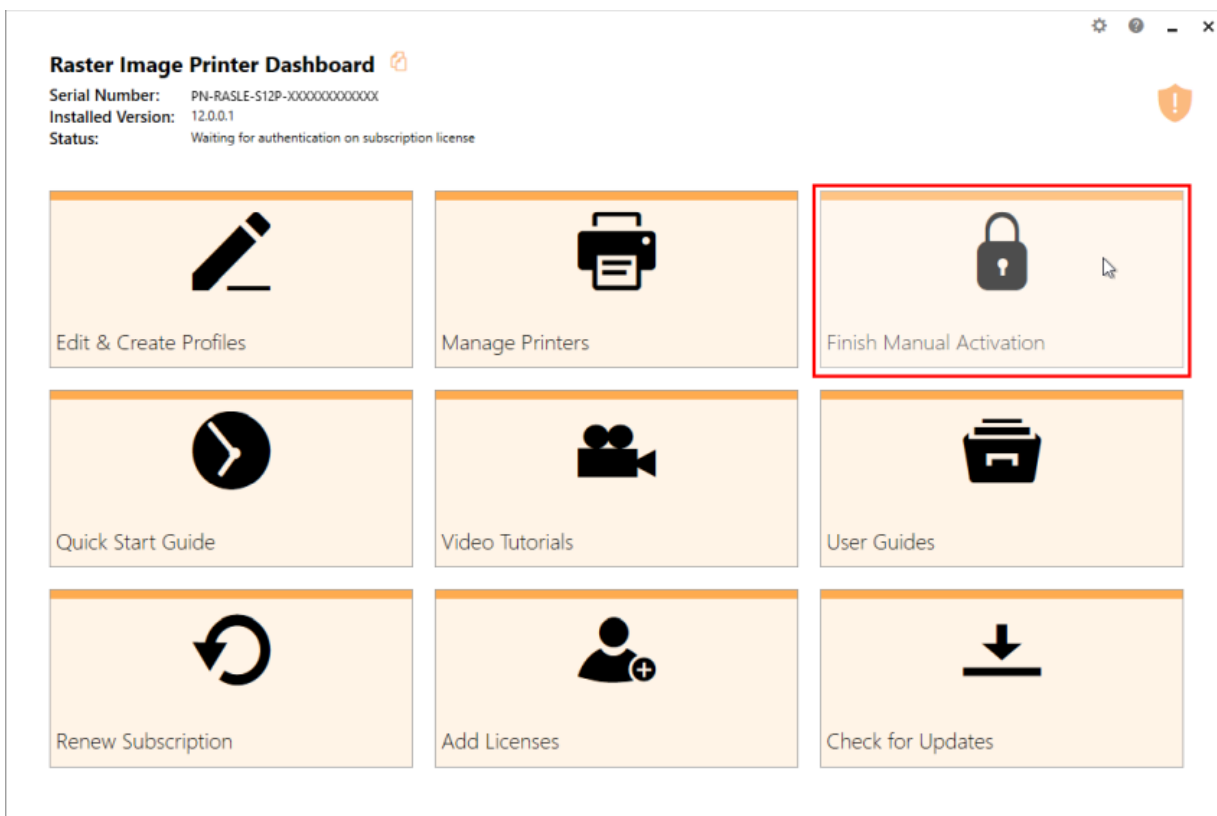 Raster Image Printer Dashboard
Serial Number: PN-RASLE-S12P-XXXXXXXXXXXX
Installed Version: 12.0.0.1
Status: Waiting for authentication on subscription license
Edit & Create Profiles
Manage Printers
Finish Manual Activation
Quick Start Guide
Video Tutorials
User Guides
Renew Subscription
Add Licenses
Check for Updates